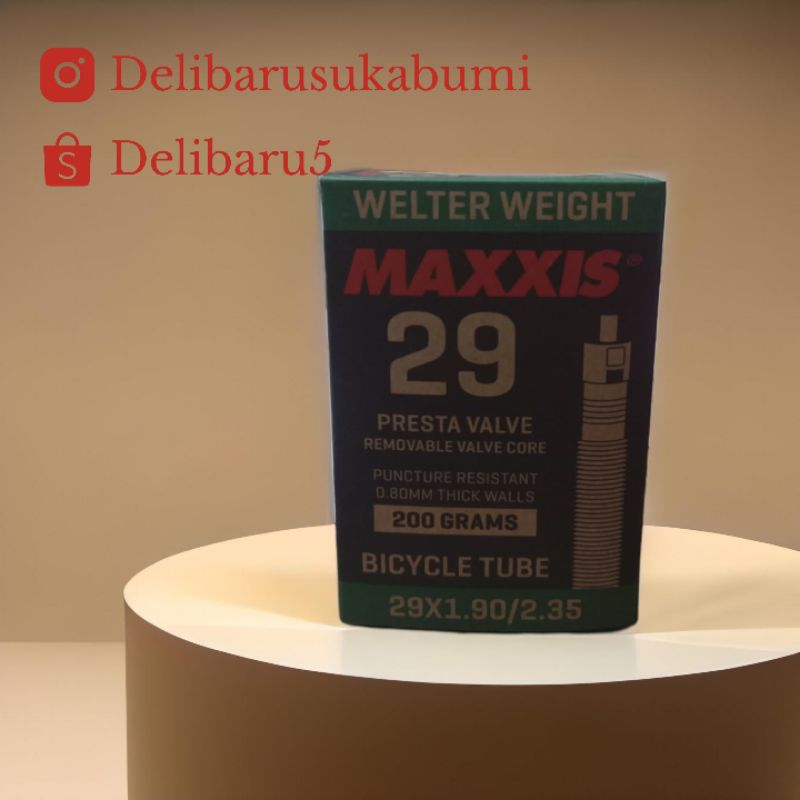 Delibarusukabumi
S Delibaru5
WELTER WEIGHT
MAXXIS®
29
PRESTA VALVE
REMOVABLE VALVE CORE
PUNCTURE RESISTANT
0.80MM THICK WALLS
200 GRAMS
BICYCLE TUBE
29X1.90/2.35